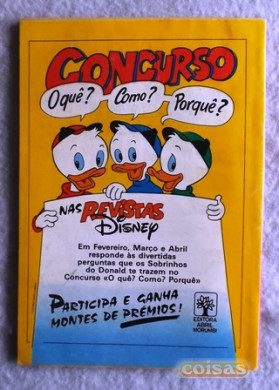 CONCURSO
O quê? Como? Porquê?
NAS REVISTAS
DISNEY
Em Fevereiro, Março e Abril
responde às divertidas
perguntas que os Sobrinhos
do Donald te trazem no
Concurso «O quê? Como? Porquê»
PARTICIPA E GANHA
MONTES DE PRÉMIOS!
EDITORA
ABRIL
MORUMBI
coisas